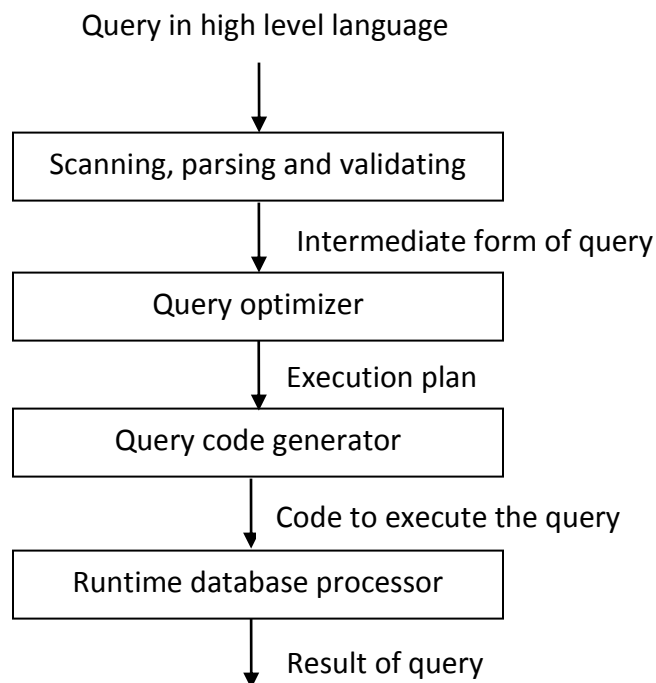 Query in high level language
Scanning, parsing and validating
Intermediate form of query
Query optimizer
Execution plan
Query code generator
Code to execute the query
Runtime database processor
Result of query